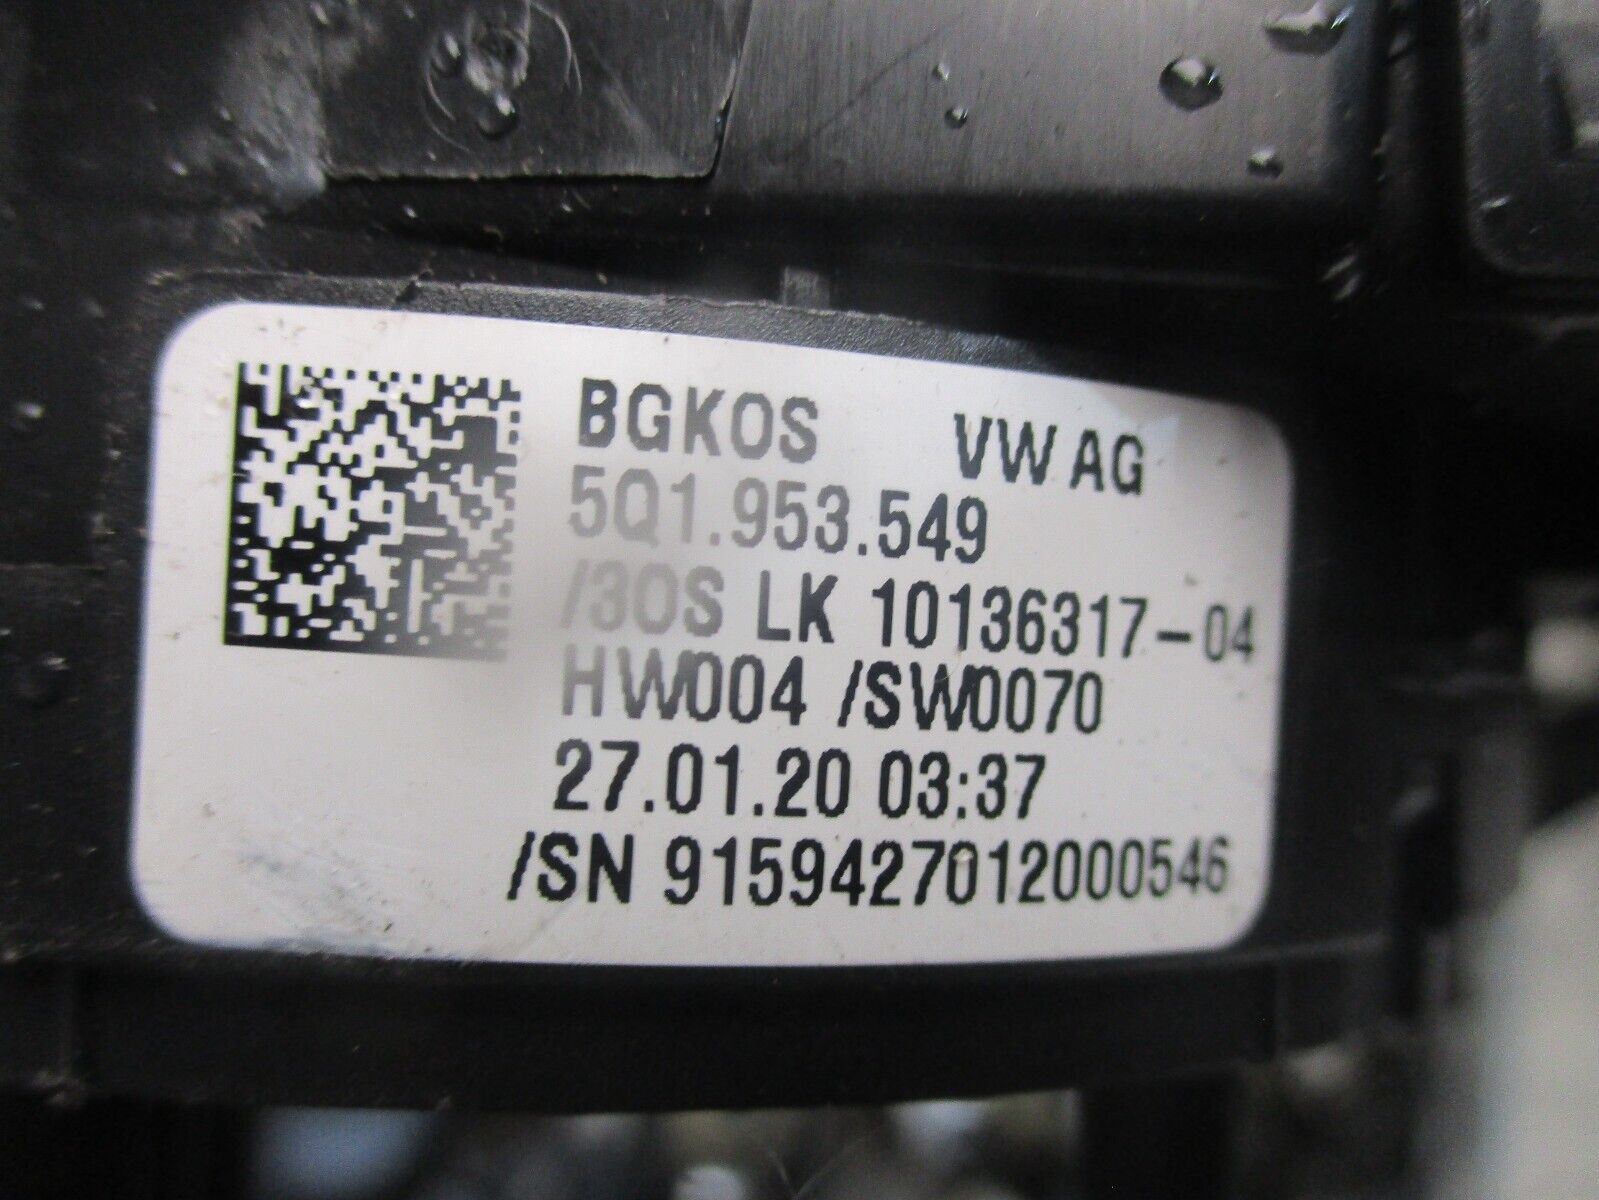 BGKOS VW AG
5Q1.953.549
/30S LK 10136317-04
HW004 /SW0070
27.01.20 03:37
/SN 9159427012000546